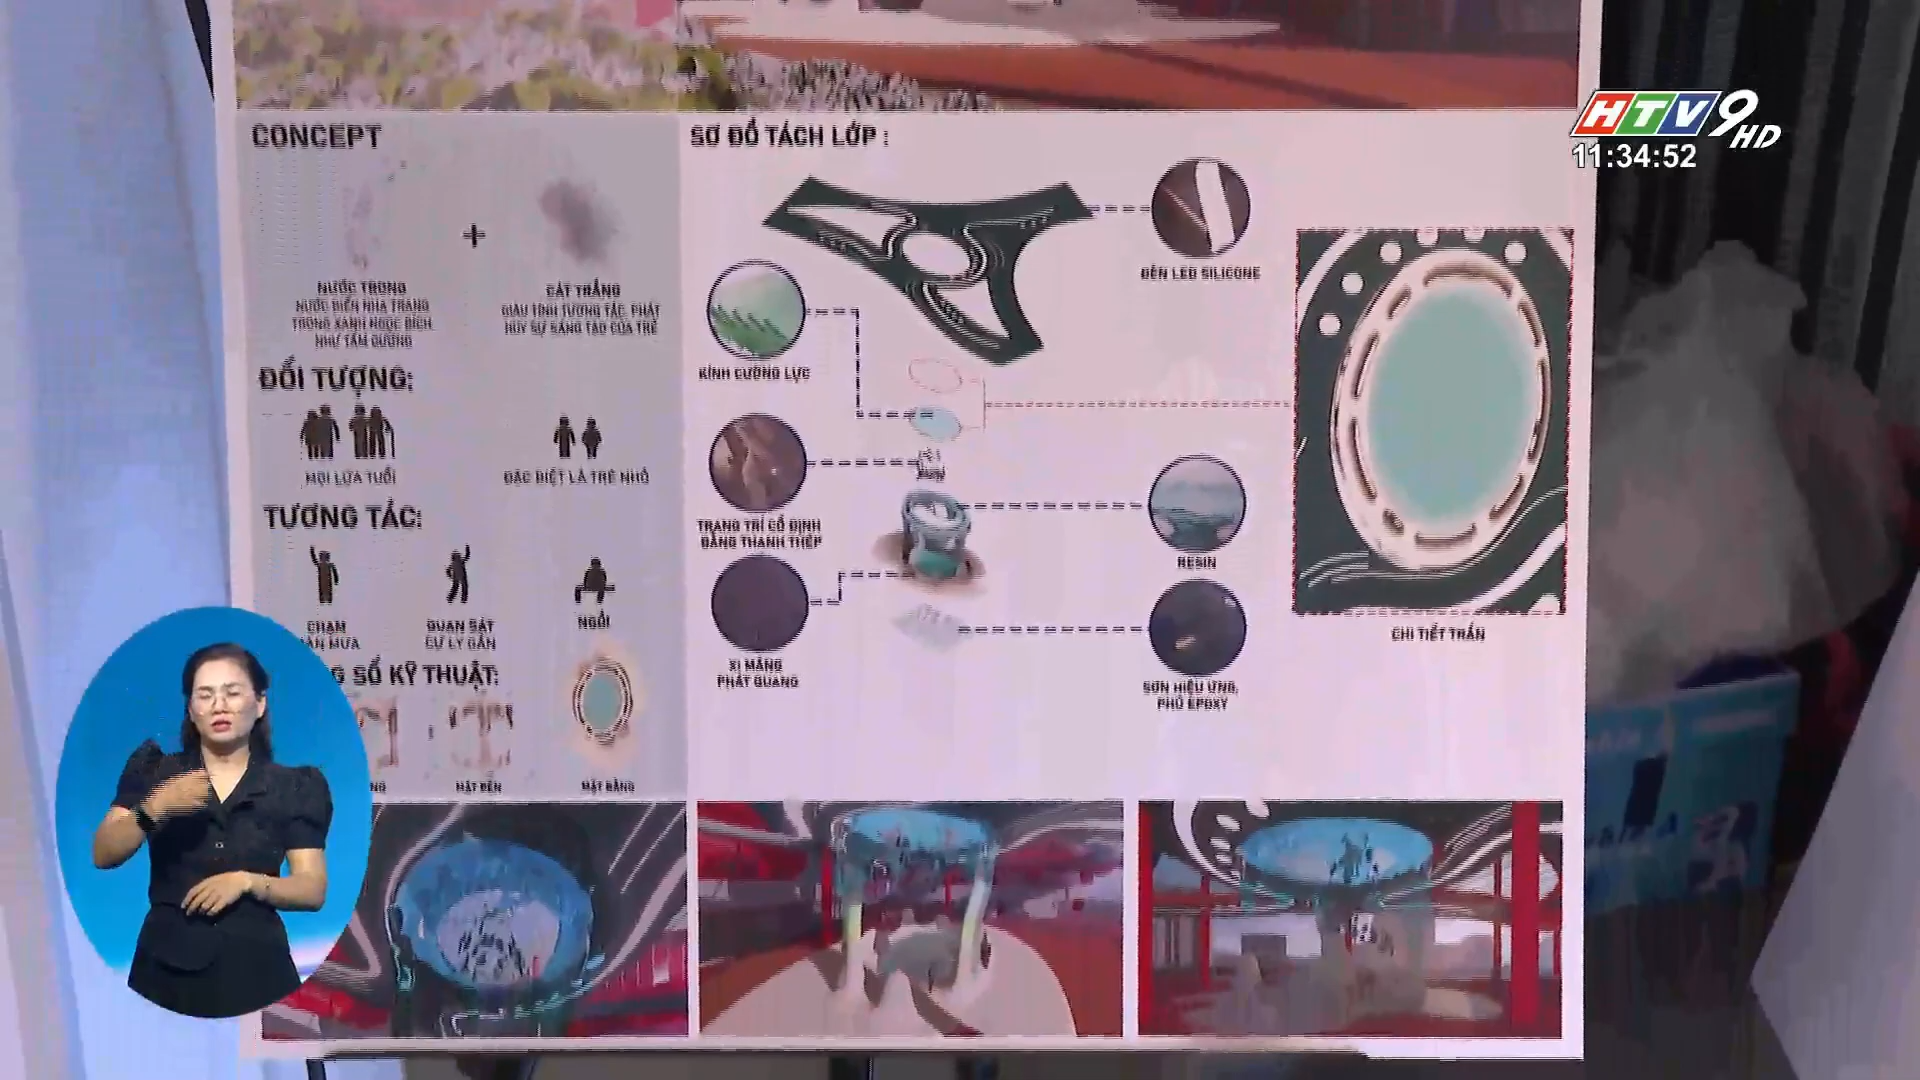 HTV9 HD
11:34:52
CONCEPT
+
NƯỚC TRONG
NƯỚC BIỂN NHA TRANG
TRONG XANH NGỌC BÍCH,
NHƯ TẤM GƯƠNG
CÁT TRẮNG
GIÀU TÍNH TƯƠNG TÁC, PHÁT
HUY SỰ SÁNG TẠO CỦA TRẺ
ĐỐI TƯỢNG:
MỌI LỨA TUỔI
ĐẶC BIỆT LÀ TRẺ NHỎ
TƯƠNG TÁC:
CHẠM
MƯA
QUAN SÁT
CỰ LY GẦN
NGỒI
SỐ KỸ THUẬT:
MẶT BẰNG
SƠ ĐỒ TÁCH LỚP :
ĐÈN LED SILICONE
KÍNH CƯỜNG LỰC
TRANG TRÍ CỐ ĐỊNH
BẰNG THANH THÉP
RESIN
XI MĂNG
PHÁT QUANG
SƠN HIỆU ỨNG,
PHỦ EPOXY
CHI TIẾT TRẦN